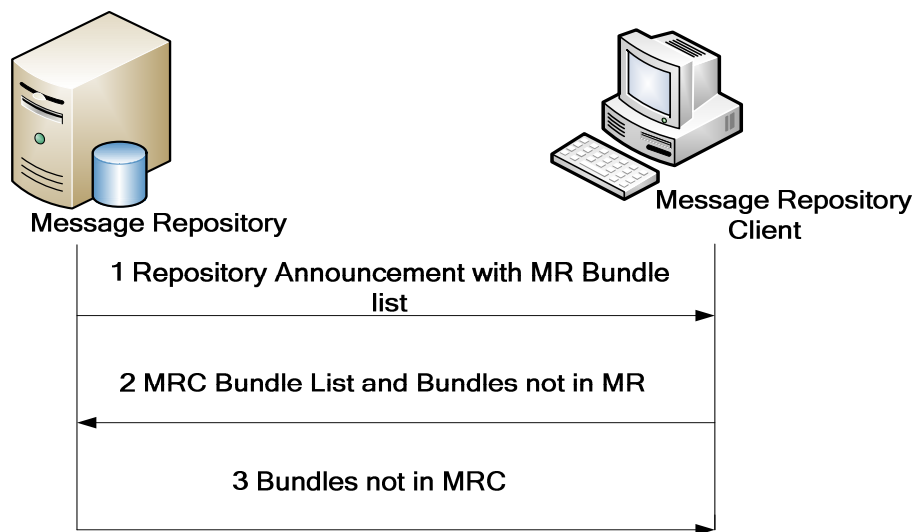 Message Repository
Message Repository
Client
1 Repository Announcement with MR Bundle
list
2 MRC Bundle List and Bundles not in MR
3 Bundles not in MRC